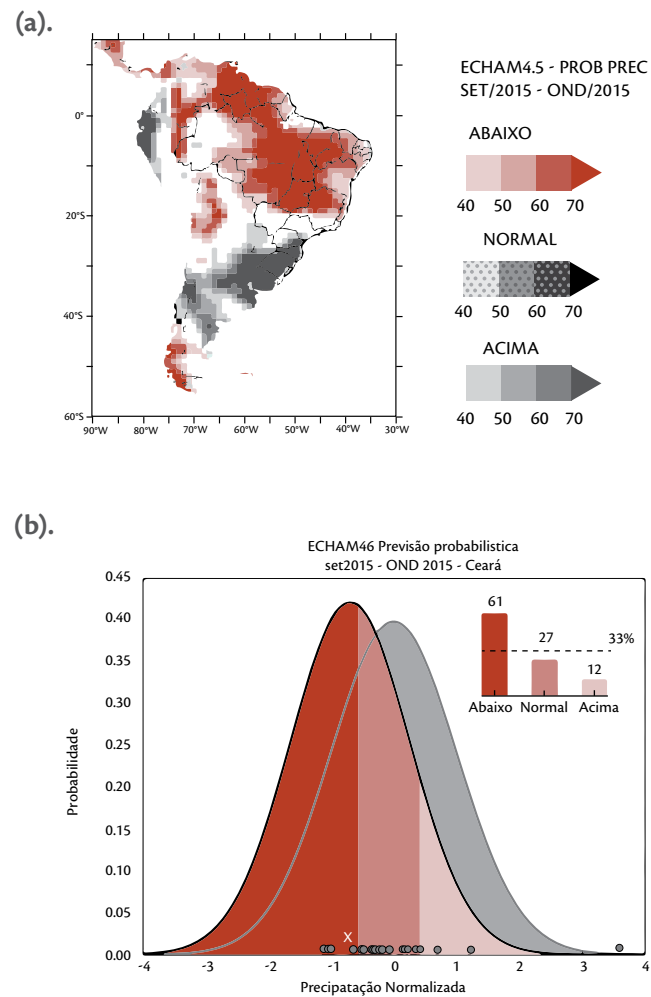 (a).
ECHAM4.5 - PROB PREC
SET/2015 - OND/2015
ABAIXO
40 50 60 70
NORMAL
40 50 60 70
ACIMA
40 50 60 70
0°
20°S
40°S
60°S
90°W 80°W 70°W 60°W 50°W 40°W 30°W
(b).
ECHAM46 Previsão probabilistica
set2015 - OND 2015 - Ceará
0.45
0.40
0.35
0.30
0.25
0.20
0.15
0.10
0.05
0.00
Probabilidade
61
27
12
33%
Abaixo Normal Acima
X
-4 -3 -2 -1 0 1 2 3 4
Precipatação Normalizada